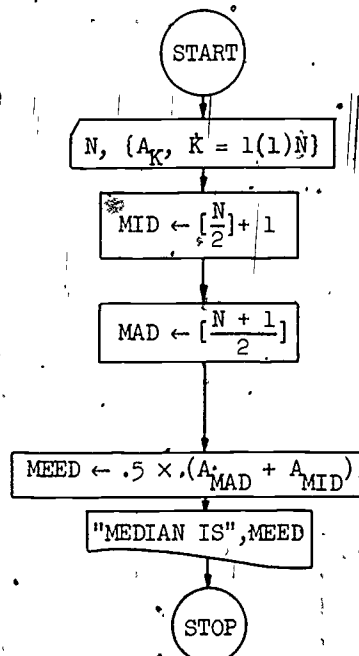 START
N, {A_K, K = 1(1)N}
MID ← [N/2] + 1
MAD ← [N + 1/2]
MEED ← .5 × (A_MAD + A_MID)
"MEDIAN IS",MEED
STOP